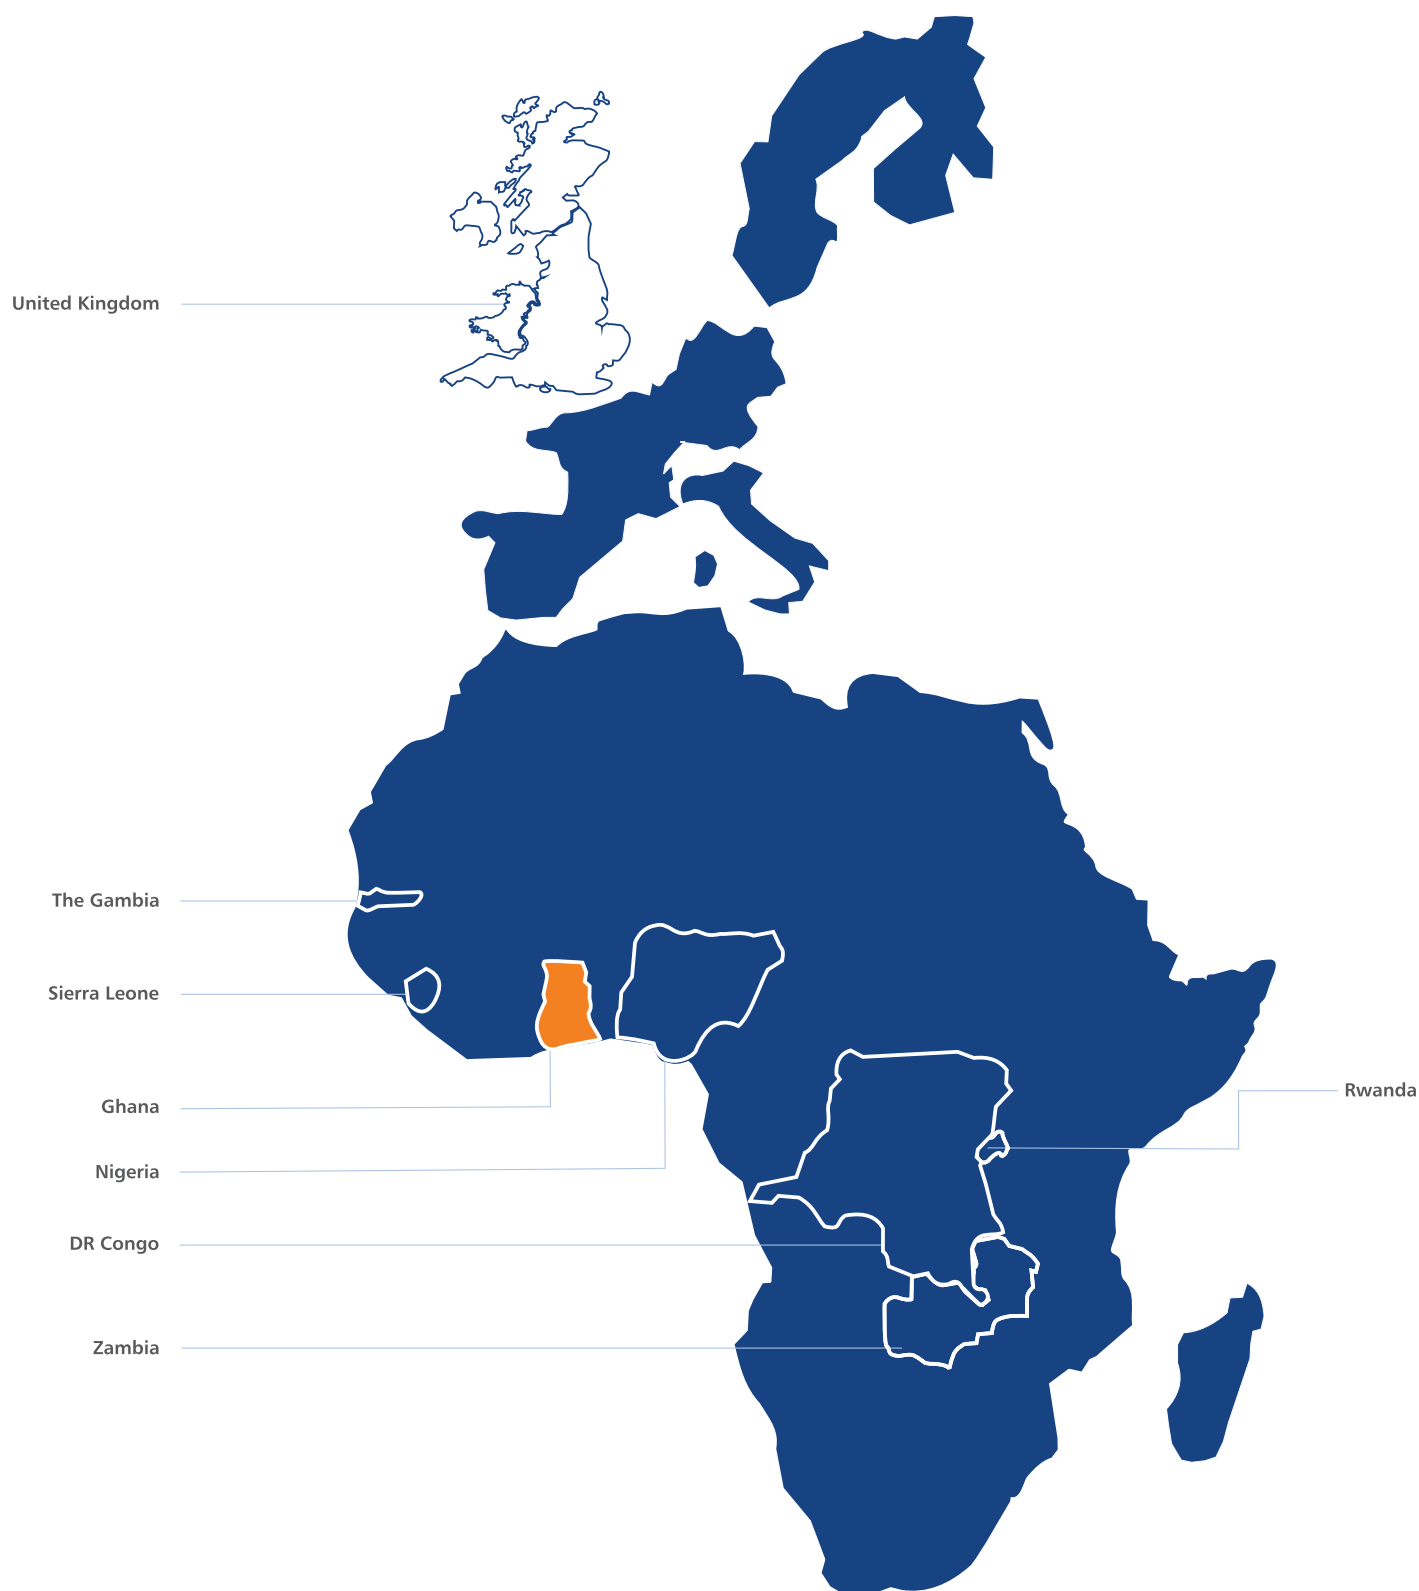 United Kingdom
The Gambia
Sierra Leone
Ghana
Rwanda
Nigeria
DR Congo
Zambia